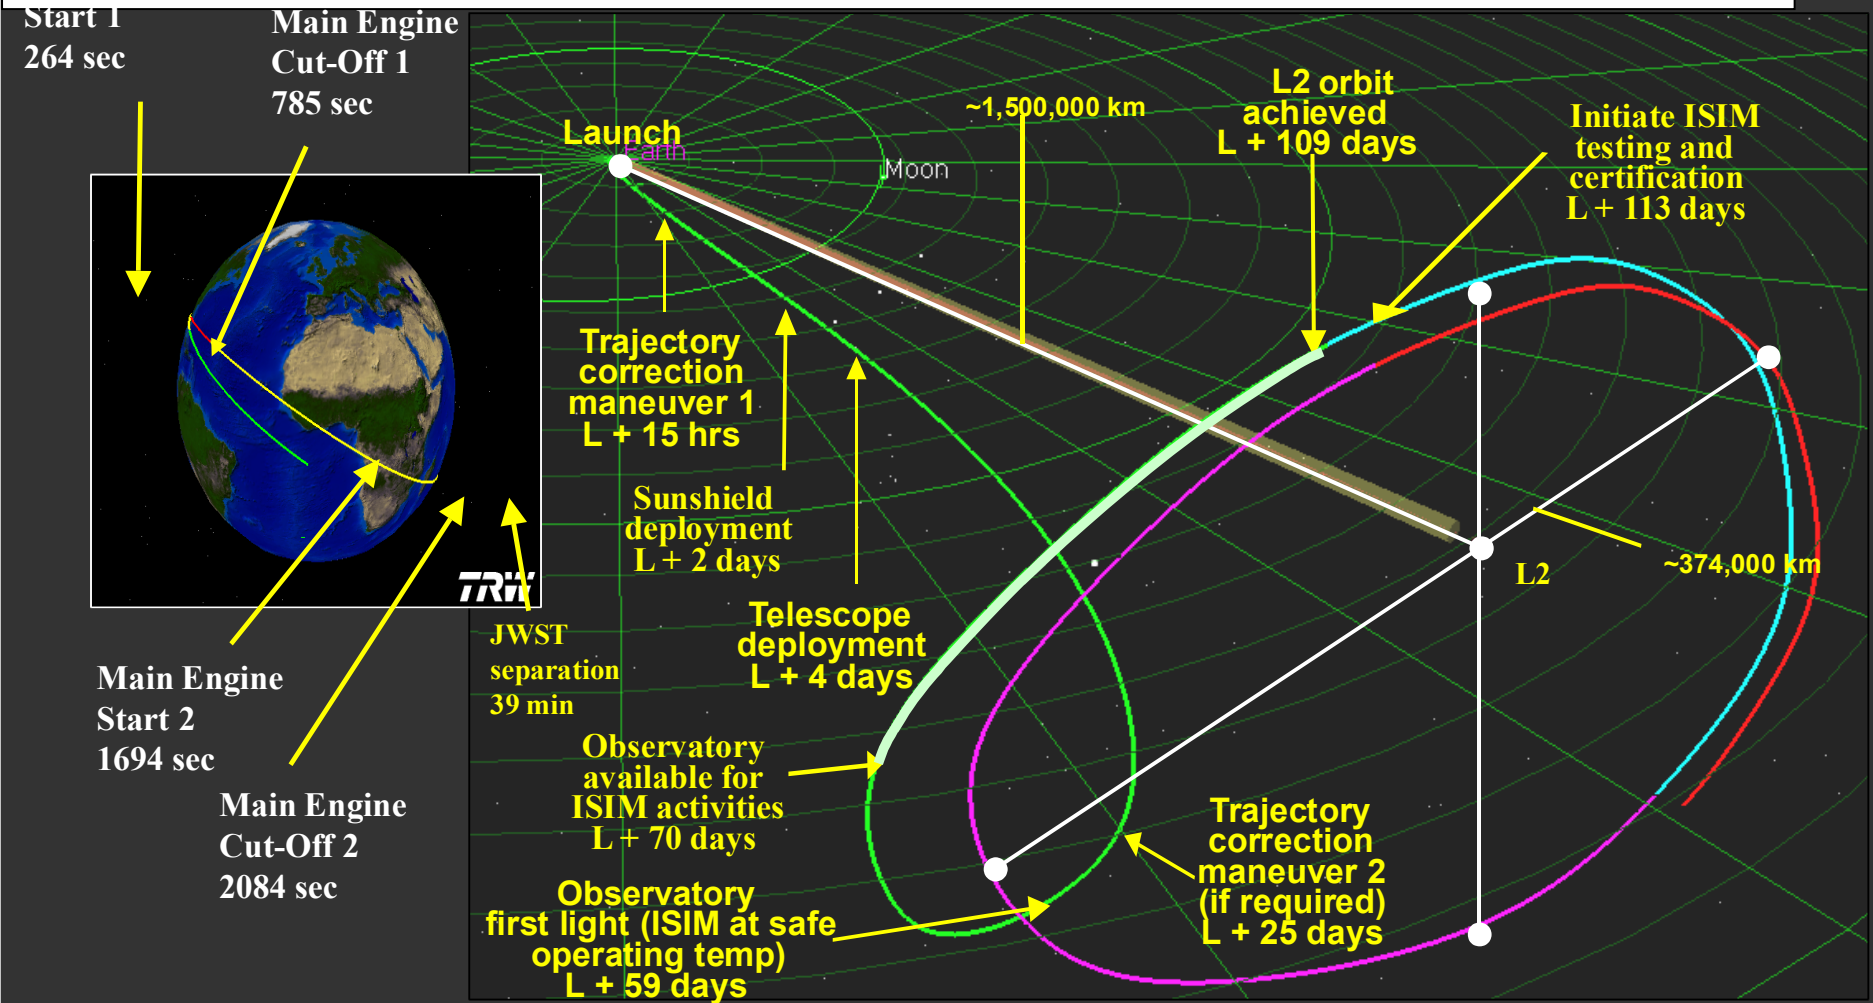 Start 1
264 sec
Main Engine
Cut-Off 1
785 sec
Launch
Earth
Moon
~1,500,000 km
L2 orbit
achieved
L + 109 days
Initiate ISIM
testing and
certification
L + 113 days
Trajectory
correction
maneuver 1
L + 15 hrs
Sunshield
deployment
L + 2 days
Telescope
deployment
L + 4 days
L2
~374,000 km
TRW
JWST
separation
39 min
Main Engine
Start 2
1694 sec
Main Engine
Cut-Off 2
2084 sec
Observatory
available for
ISIM activities
L + 70 days
Observatory
first light (ISIM at safe
operating temp)
L + 59 days
Trajectory
correction
maneuver 2
(if required)
L + 25 days